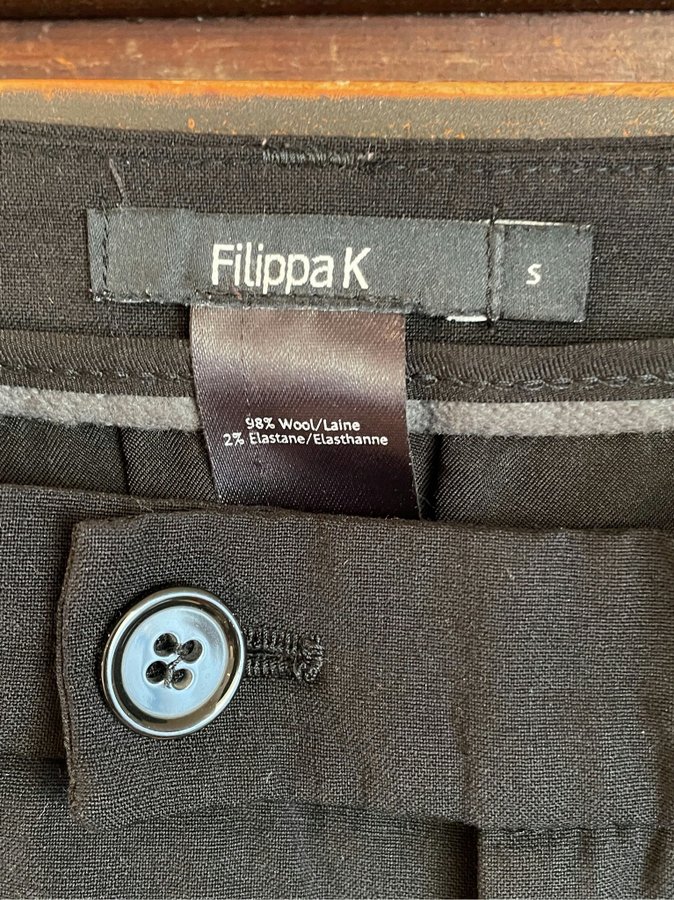 Filippa K
S
98% Wool/Laine
2% Elastane/Elasthanne